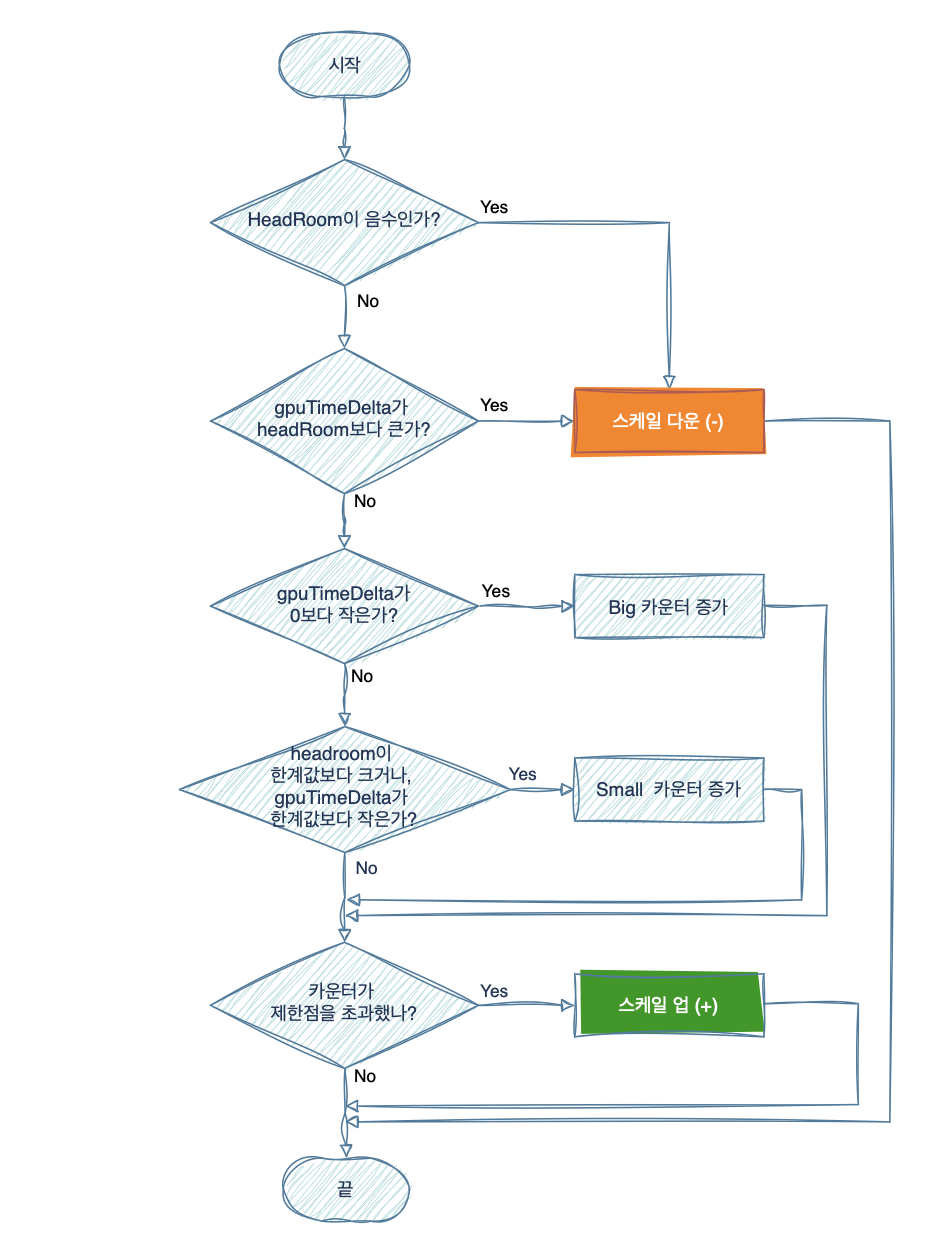 시작
HeadRoom이 음수인가?
Yes
No
gpuTimeDelta가
headRoom보다 큰가?
Yes
스케일 다운 (-)
No
gpuTimeDelta가
0보다 작은가?
Yes
Big 카운터 증가
No
headroom이
한계값보다 크거나,
gpuTimeDelta가
한계값보다 작은가?
Yes
Small 카운터 증가
No
카운터가
제한점을 초과했나?
Yes
스케일 업 (+)
No
끝